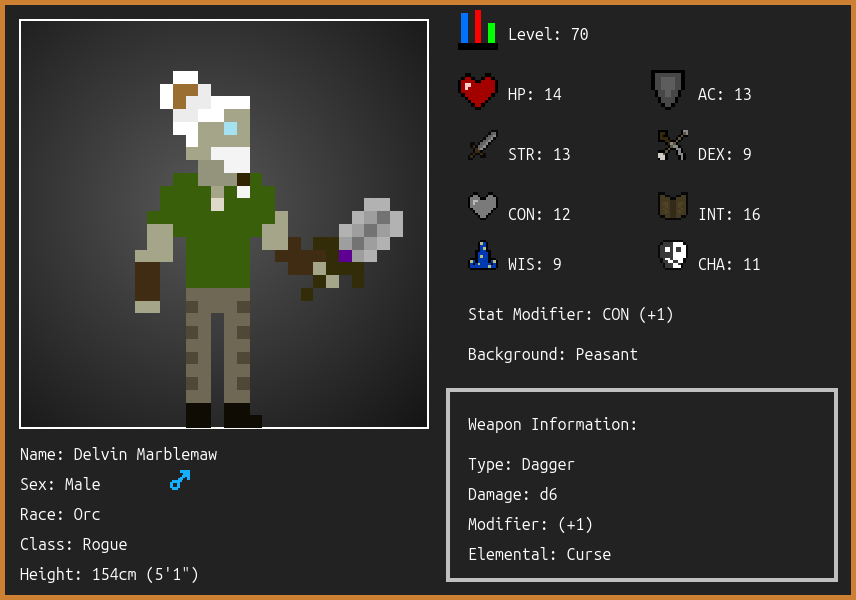 Level: 70
HP: 14
AC: 13
STR: 13
DEX: 9
CON: 12
INT: 16
WIS: 9
CHA: 11
Stat Modifier: CON (+1)
Background: Peasant
Weapon Information:
Type: Dagger
Damage: d6
Modifier: (+1)
Elemental: Curse
Name: Delvin Marblemaw
Sex: Male
Race: Orc
Class: Rogue
Height: 154cm (5'1")